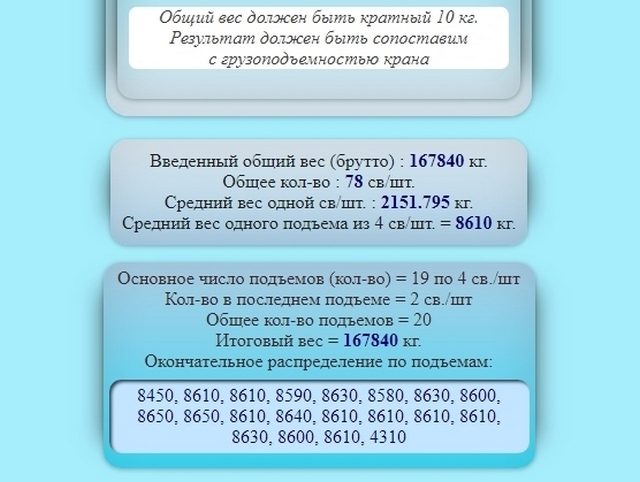 Общий вес должен быть кратный 10 кг.
Результат должен быть сопоставим
с грузоподъемностью крана
Введенный общий вес (брутто) : 167840 кг.
Общее кол-во : 78 св/шт.
Средний вес одной св/шт. : 2151.795 кг.
Средний вес одного подъема из 4 св/шт. = 8610 кг.
Основное число подъемов (кол-во) = 19 по 4 св./шт
Кол-во в последнем подъеме = 2 св./шт
Общее кол-во подъемов = 20
Итоговый вес = 167840 кг.
Окончательное распределение по подъемам:
8450, 8610, 8610, 8590, 8630, 8580, 8630, 8600,
8650, 8650, 8610, 8640, 8610, 8610, 8610, 8610,
8630, 8600, 8610, 4310